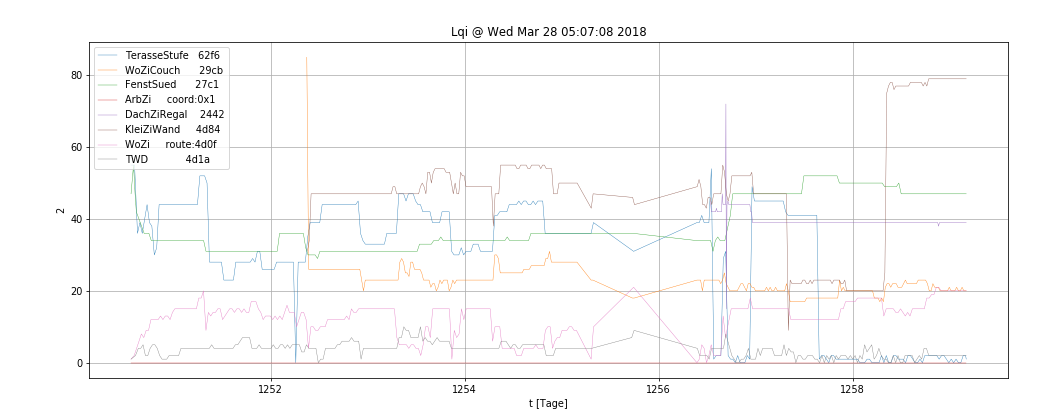 Lqi @ Wed Mar 28 05:07:08 2018
TerasseStufe 62f6
WoZiCouch 29cb
FenstSued 27c1
ArbZi coord:0x1
DachZiRegal 2442
KleiZiWand 4d84
WoZi route:4d0f
TWD 4d1a
80
60
40
20
0
2
1252 1254 1256 1258
t [Tage]